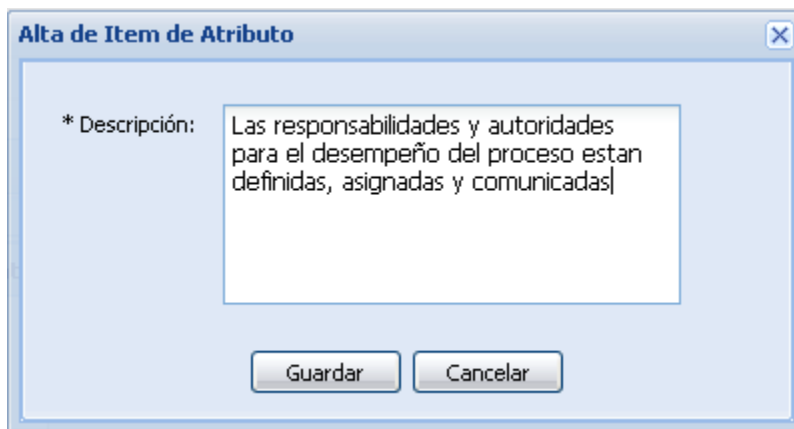 Alta de Item de Atributo
* Descripción:
Las responsabilidades y autoridades
para el desempeño del proceso estan
definidas, asignadas y comunicadas
Guardar
Cancelar